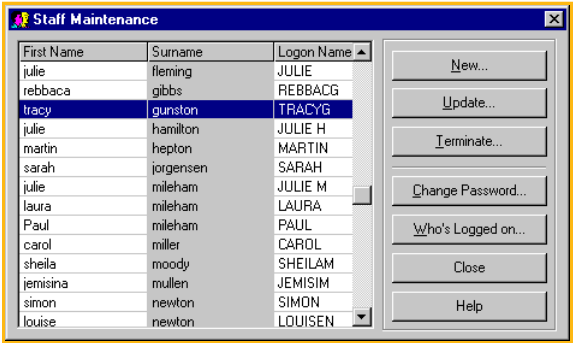 Staff Maintenance
First Name Surname Logon Name
julie fleming JULIE
rebbaca gibbs REBBACG
tracy gunston TRACYG
julie hamilton JULIE H
martin hepton MARTIN
sarah jorgensen SARAH
julie mileham JULIE M
laura mileham LAURA
Paul mileham PAUL
carol miller CAROL
sheila moody SHEILAM
jemisina mullen JEMISIM
simon newton SIMON
louise newton LOUISEN
New...
Update...
Terminate...
Change Password...
Who's Logged on...
Close
Help